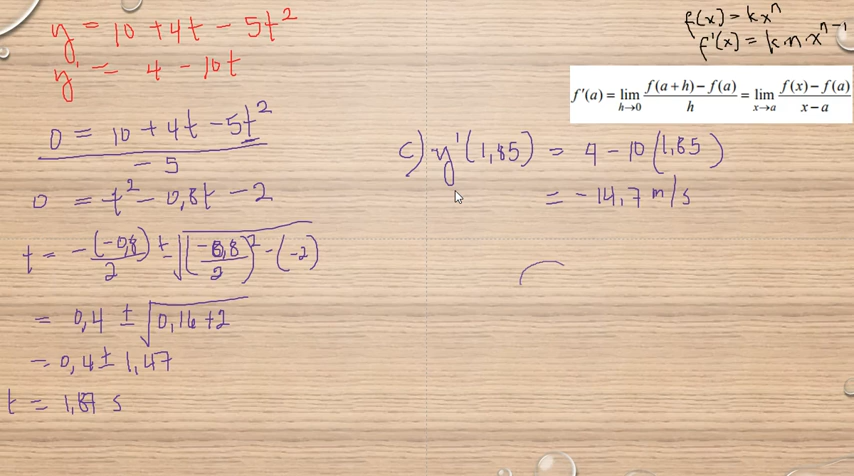 y = 10 + 4t - 5t²
y' = 4 - 10t
0 = 10 + 4t - 5t²
-5
0 = t² - 0,8t - 2
t = -(-0,8)/2 ± √((-0,8/2)² - (-2))
= 0,4 ± √(0,16+2)
= 0,4 ± 1,47
t = 1,87 s
f(x) = kx^n
f'(x) = k n x^(n-1)
f'(a) = lim h→0 (f(a+h)-f(a))/h = lim x→a (f(x)-f(a))/(x-a)
c) y'(1,85) = 4 - 10(1,85)
= -14,7 m/s